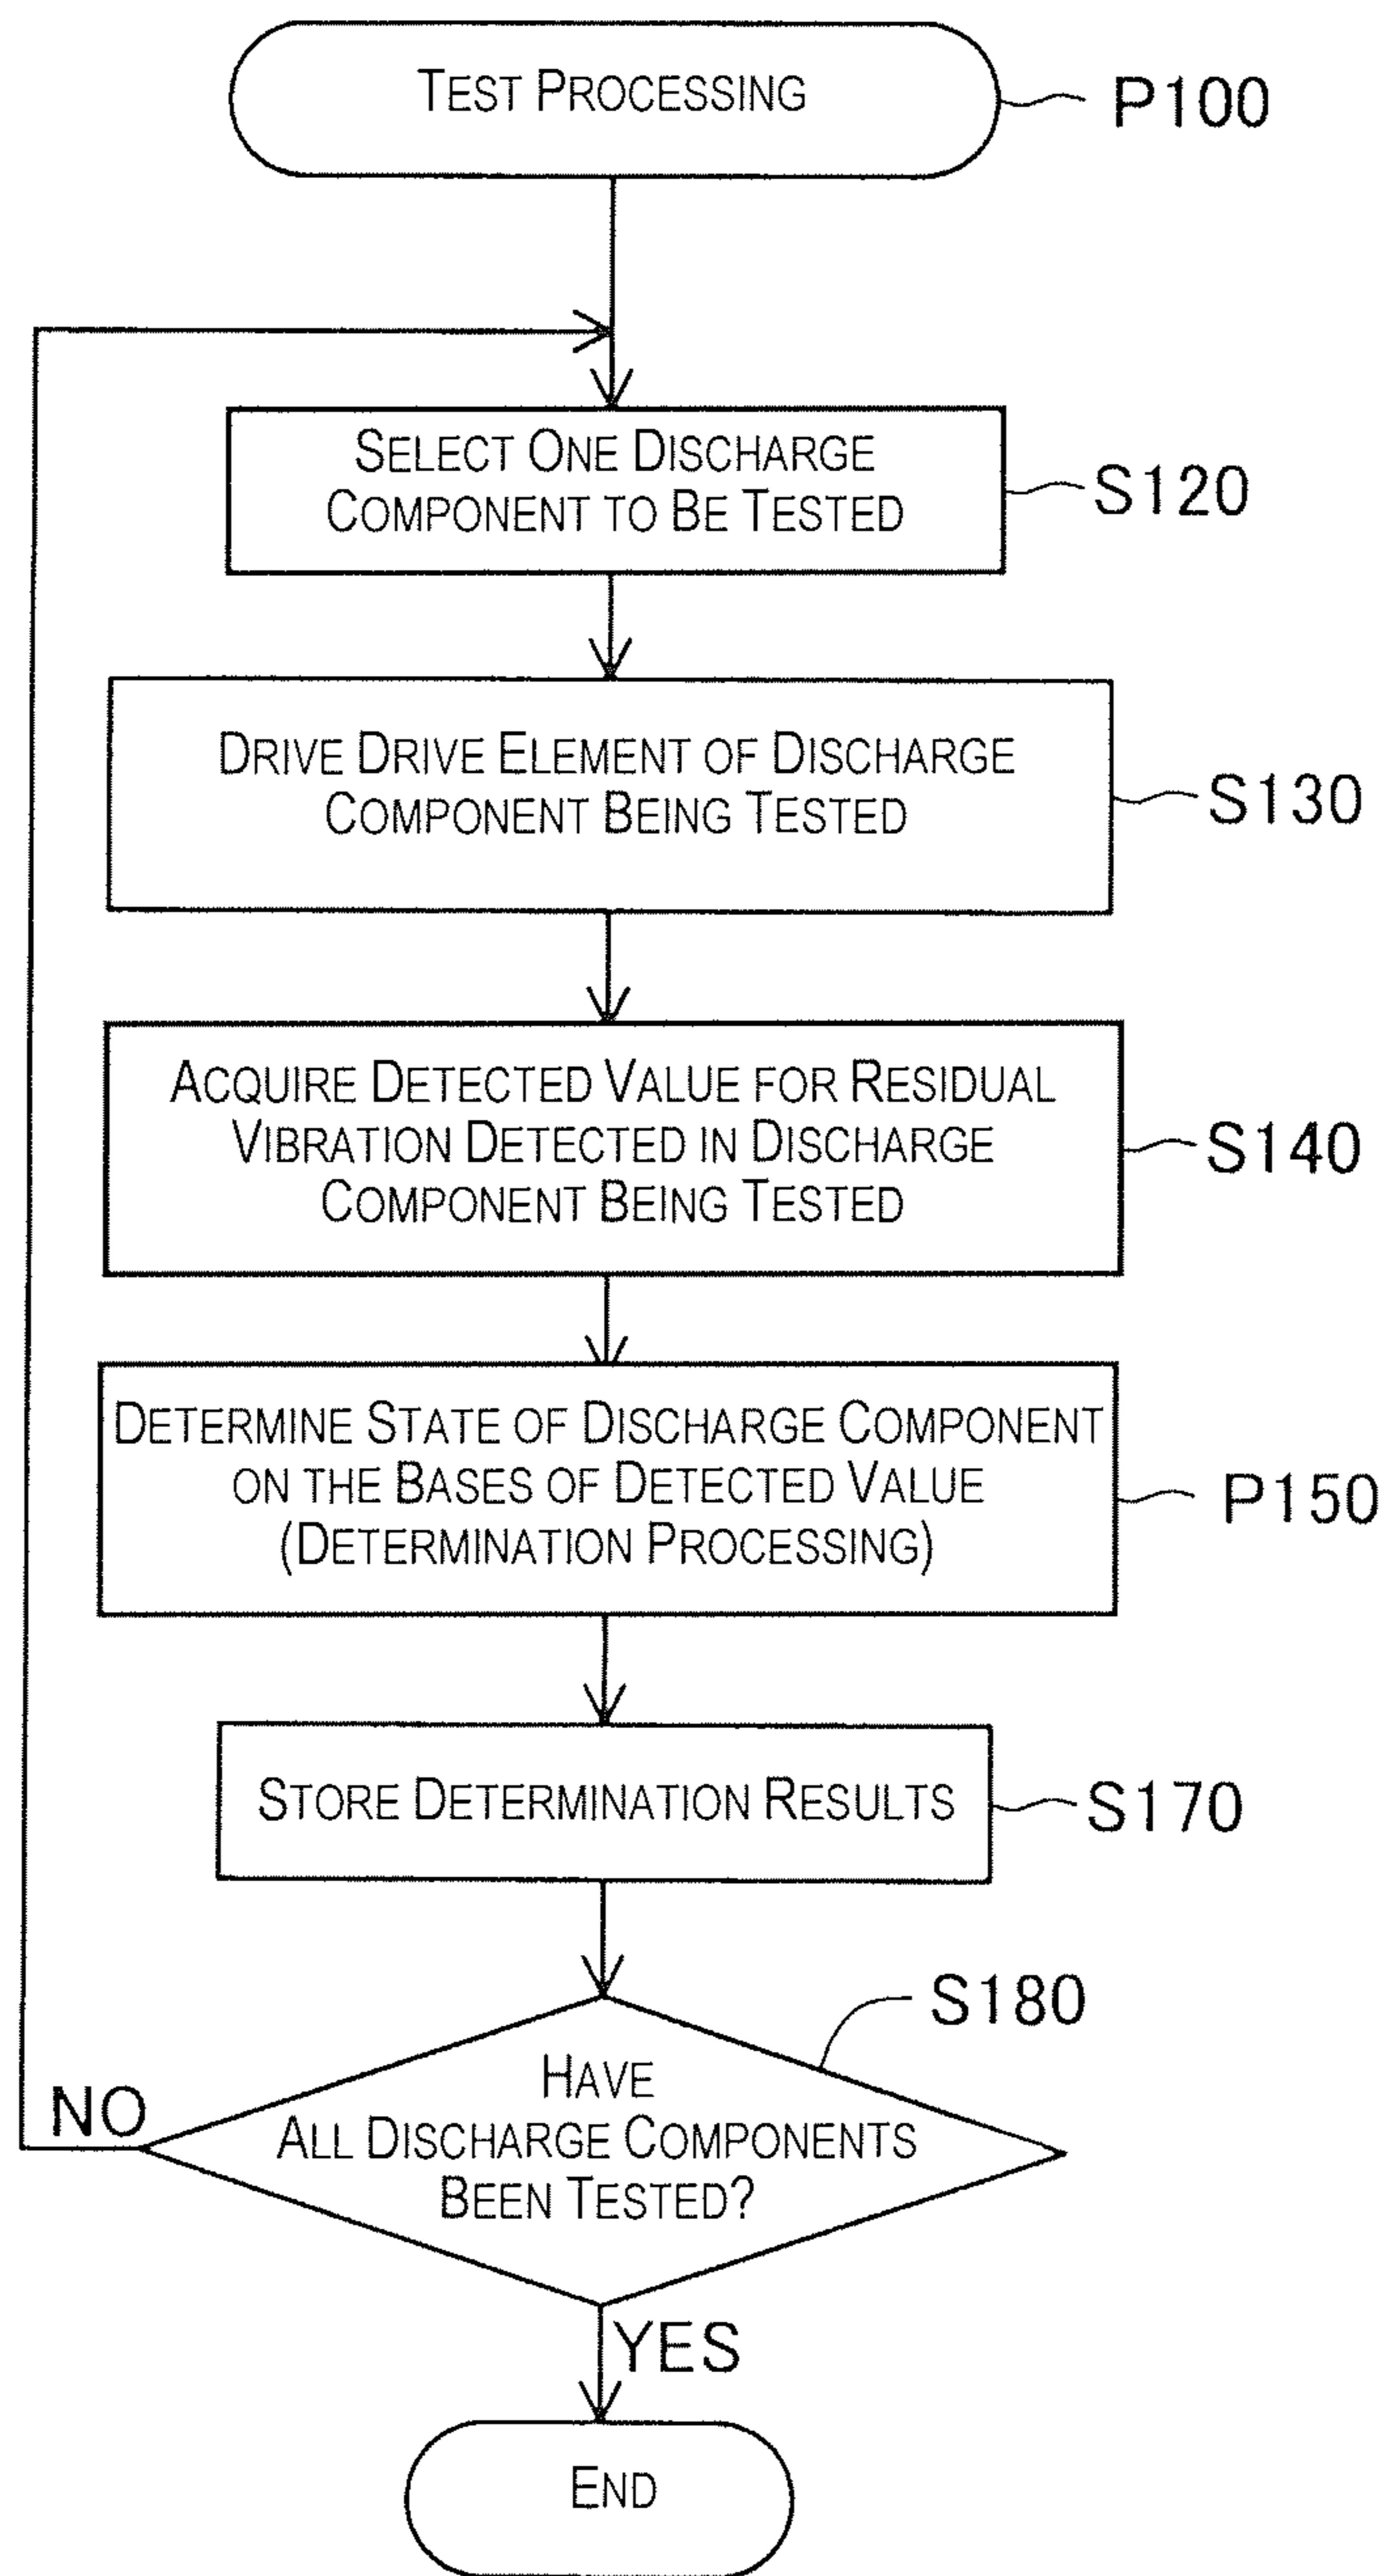 TEST PROCESSING
P100
SELECT ONE DISCHARGE
COMPONENT TO BE TESTED
S120
DRIVE DRIVE ELEMENT OF DISCHARGE
COMPONENT BEING TESTED
S130
ACQUIRE DETECTED VALUE FOR RESIDUAL
VIBRATION DETECTED IN DISCHARGE
COMPONENT BEING TESTED
S140
DETERMINE STATE OF DISCHARGE COMPONENT
ON THE BASES OF DETECTED VALUE
(DETERMINATION PROCESSING)
P150
STORE DETERMINATION RESULTS
S170
S180
HAVE
ALL DISCHARGE COMPONENTS
BEEN TESTED?
NO
YES
END